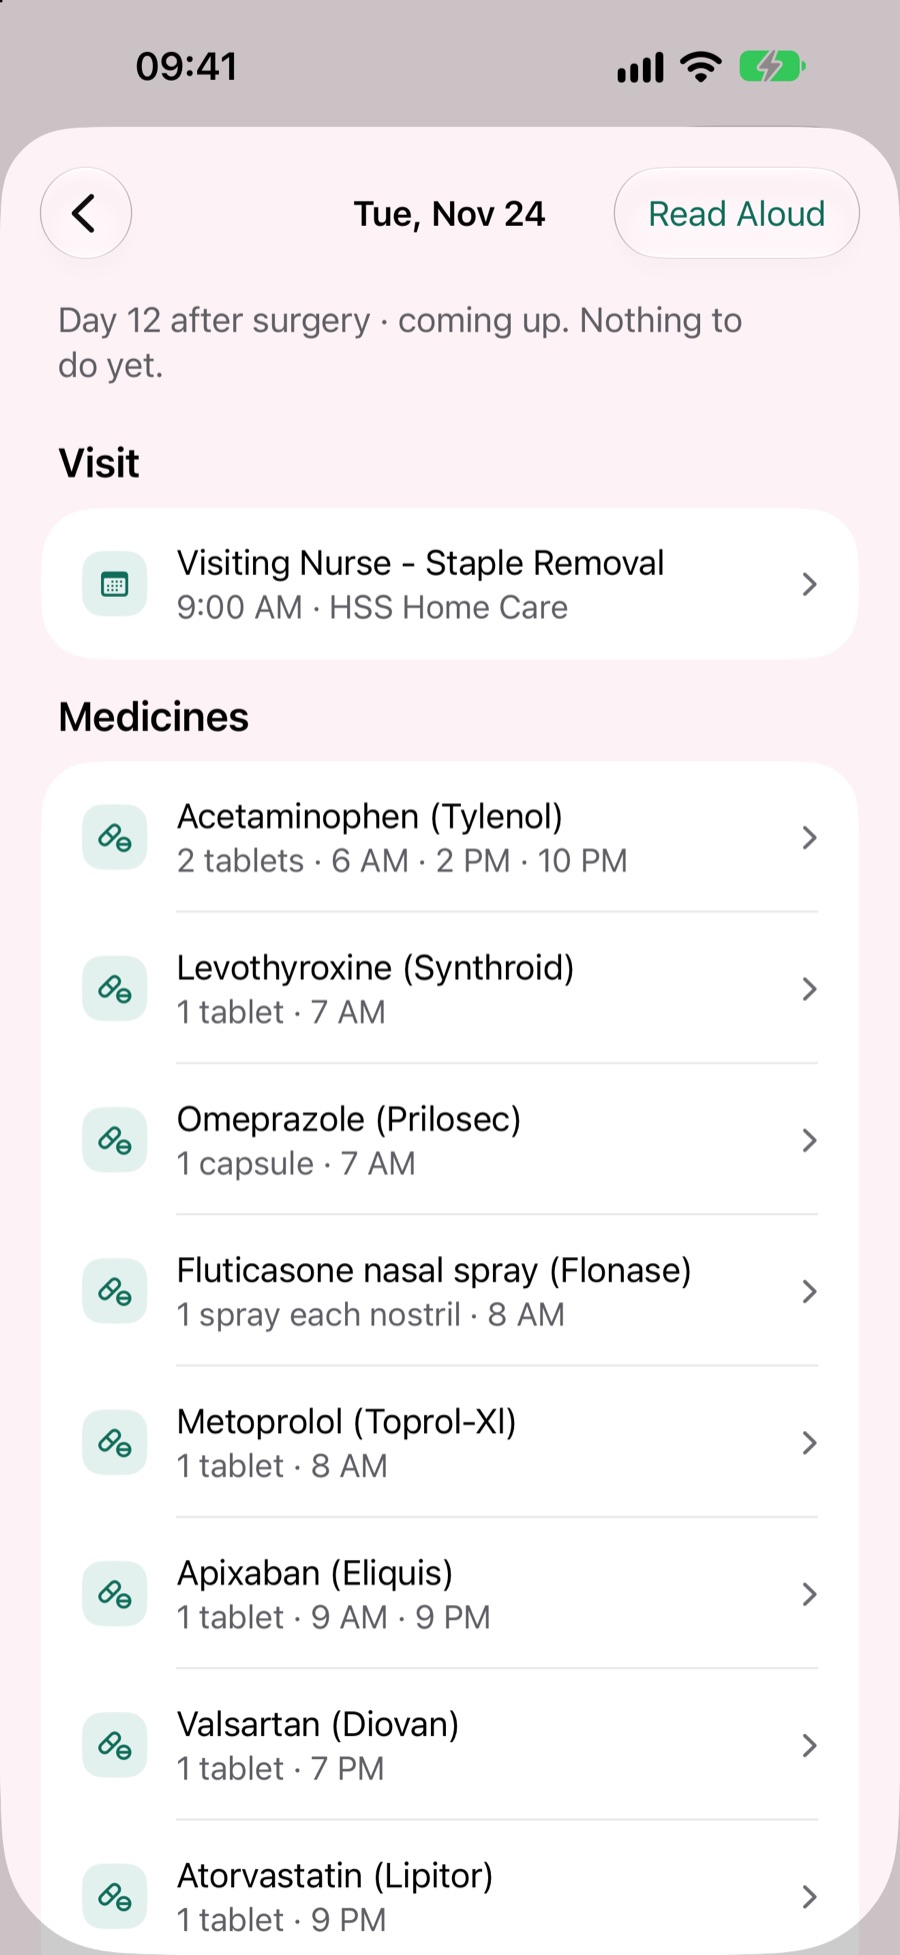 09:41
Tue, Nov 24
Read Aloud
Day 12 after surgery · coming up. Nothing to
do yet.
Visit
Visiting Nurse - Staple Removal
9:00 AM · HSS Home Care
Medicines
Acetaminophen (Tylenol)
2 tablets · 6 AM · 2 PM · 10 PM
Levothyroxine (Synthroid)
1 tablet · 7 AM
Omeprazole (Prilosec)
1 capsule · 7 AM
Fluticasone nasal spray (Flonase)
1 spray each nostril · 8 AM
Metoprolol (Toprol-Xl)
1 tablet · 8 AM
Apixaban (Eliquis)
1 tablet · 9 AM · 9 PM
Valsartan (Diovan)
1 tablet · 7 PM
Atorvastatin (Lipitor)
1 tablet · 9 PM